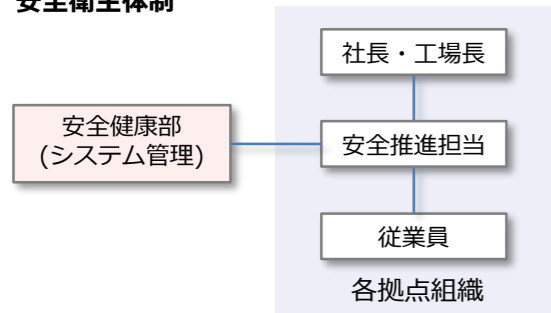 安全衛生体制
社長・工場長
安全健康部
(システム管理)
安全推進担当
従業員
各拠点組織